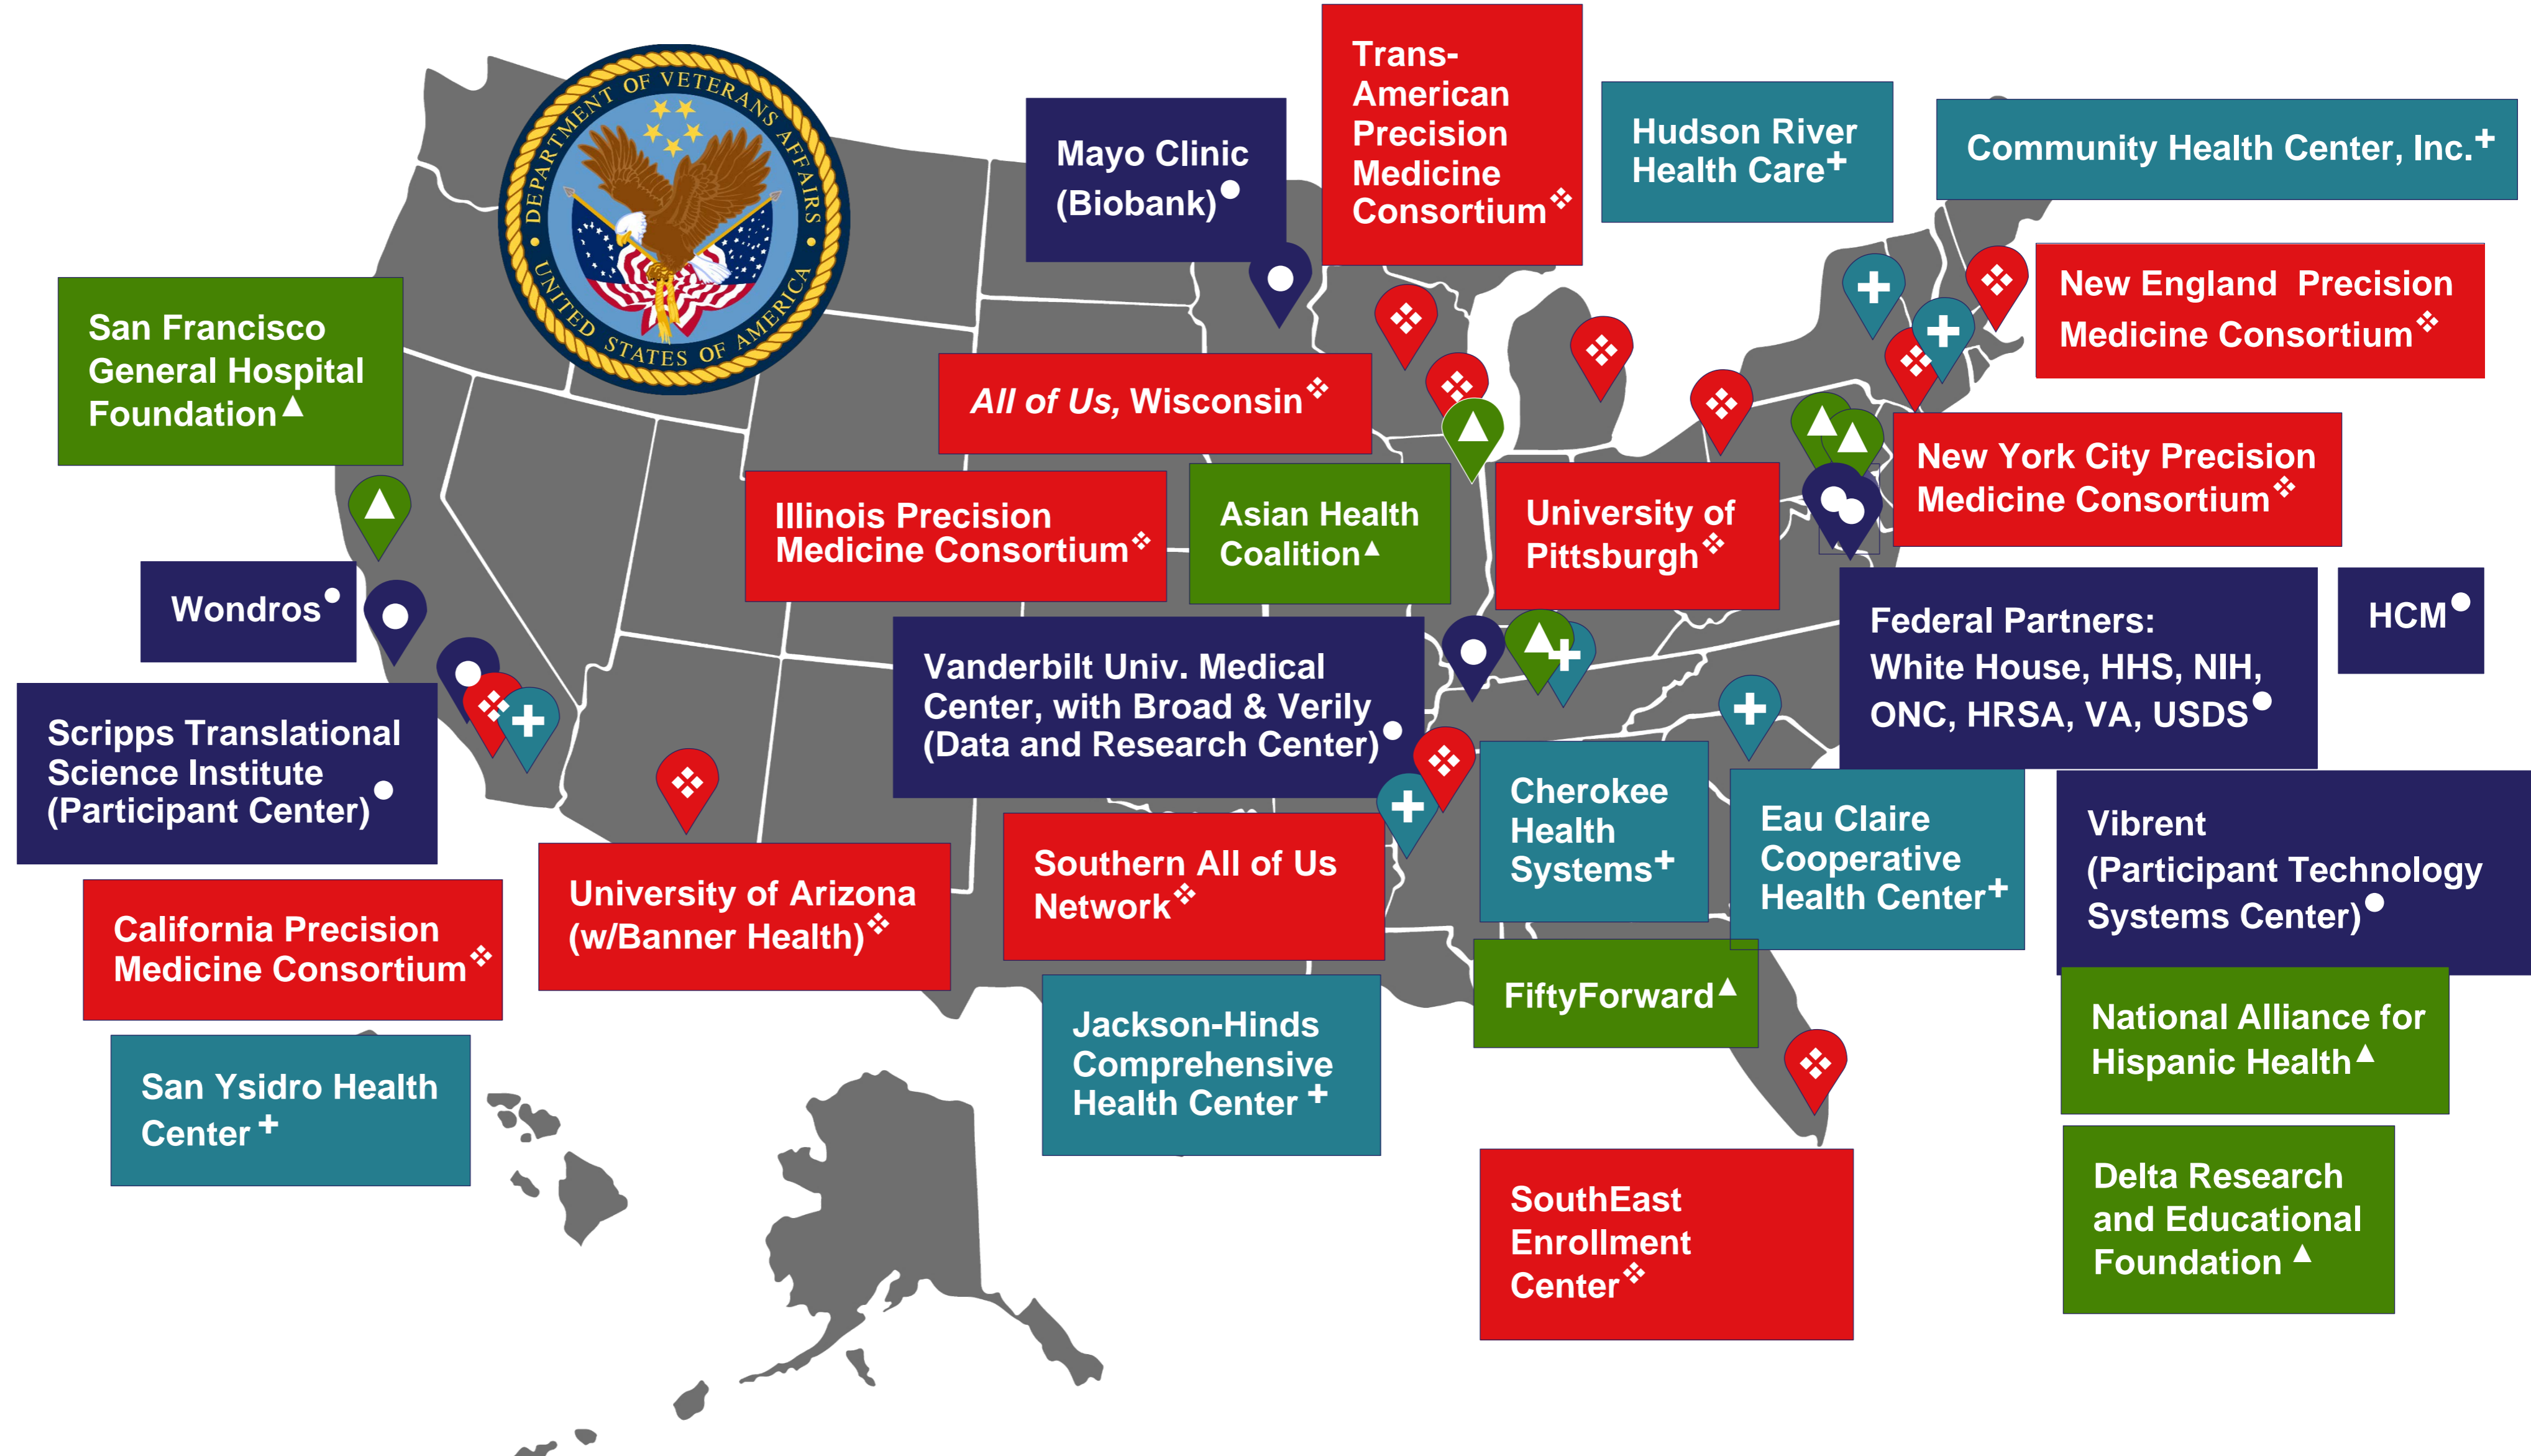 DEPARTMENT OF VETERANS AFFAIRS
UNITED STATES OF AMERICA
Mayo Clinic
(Biobank)●
Trans-
American
Precision
Medicine
Consortium❖
Hudson River
Health Care✚
Community Health Center, Inc.✚
San Francisco
General Hospital
Foundation▲
New England Precision
Medicine Consortium❖
All of Us, Wisconsin❖
Illinois Precision
Medicine Consortium❖
Asian Health
Coalition▲
University of
Pittsburgh❖
New York City Precision
Medicine Consortium❖
Wondros●
Vanderbilt Univ. Medical
Center, with Broad & Verily
(Data and Research Center)●
Federal Partners:
White House, HHS, NIH,
ONC, HRSA, VA, USDS●
HCM●
Scripps Translational
Science Institute
(Participant Center)●
Cherokee
Health
Systems✚
Eau Claire
Cooperative
Health Center✚
Vibrent
(Participant Technology
Systems Center)●
California Precision
Medicine Consortium❖
University of Arizona
(w/Banner Health)❖
Southern All of Us
Network❖
FiftyForward▲
National Alliance for
Hispanic Health▲
San Ysidro Health
Center✚
Jackson-Hinds
Comprehensive
Health Center✚
SouthEast
Enrollment
Center❖
Delta Research
and Educational
Foundation▲